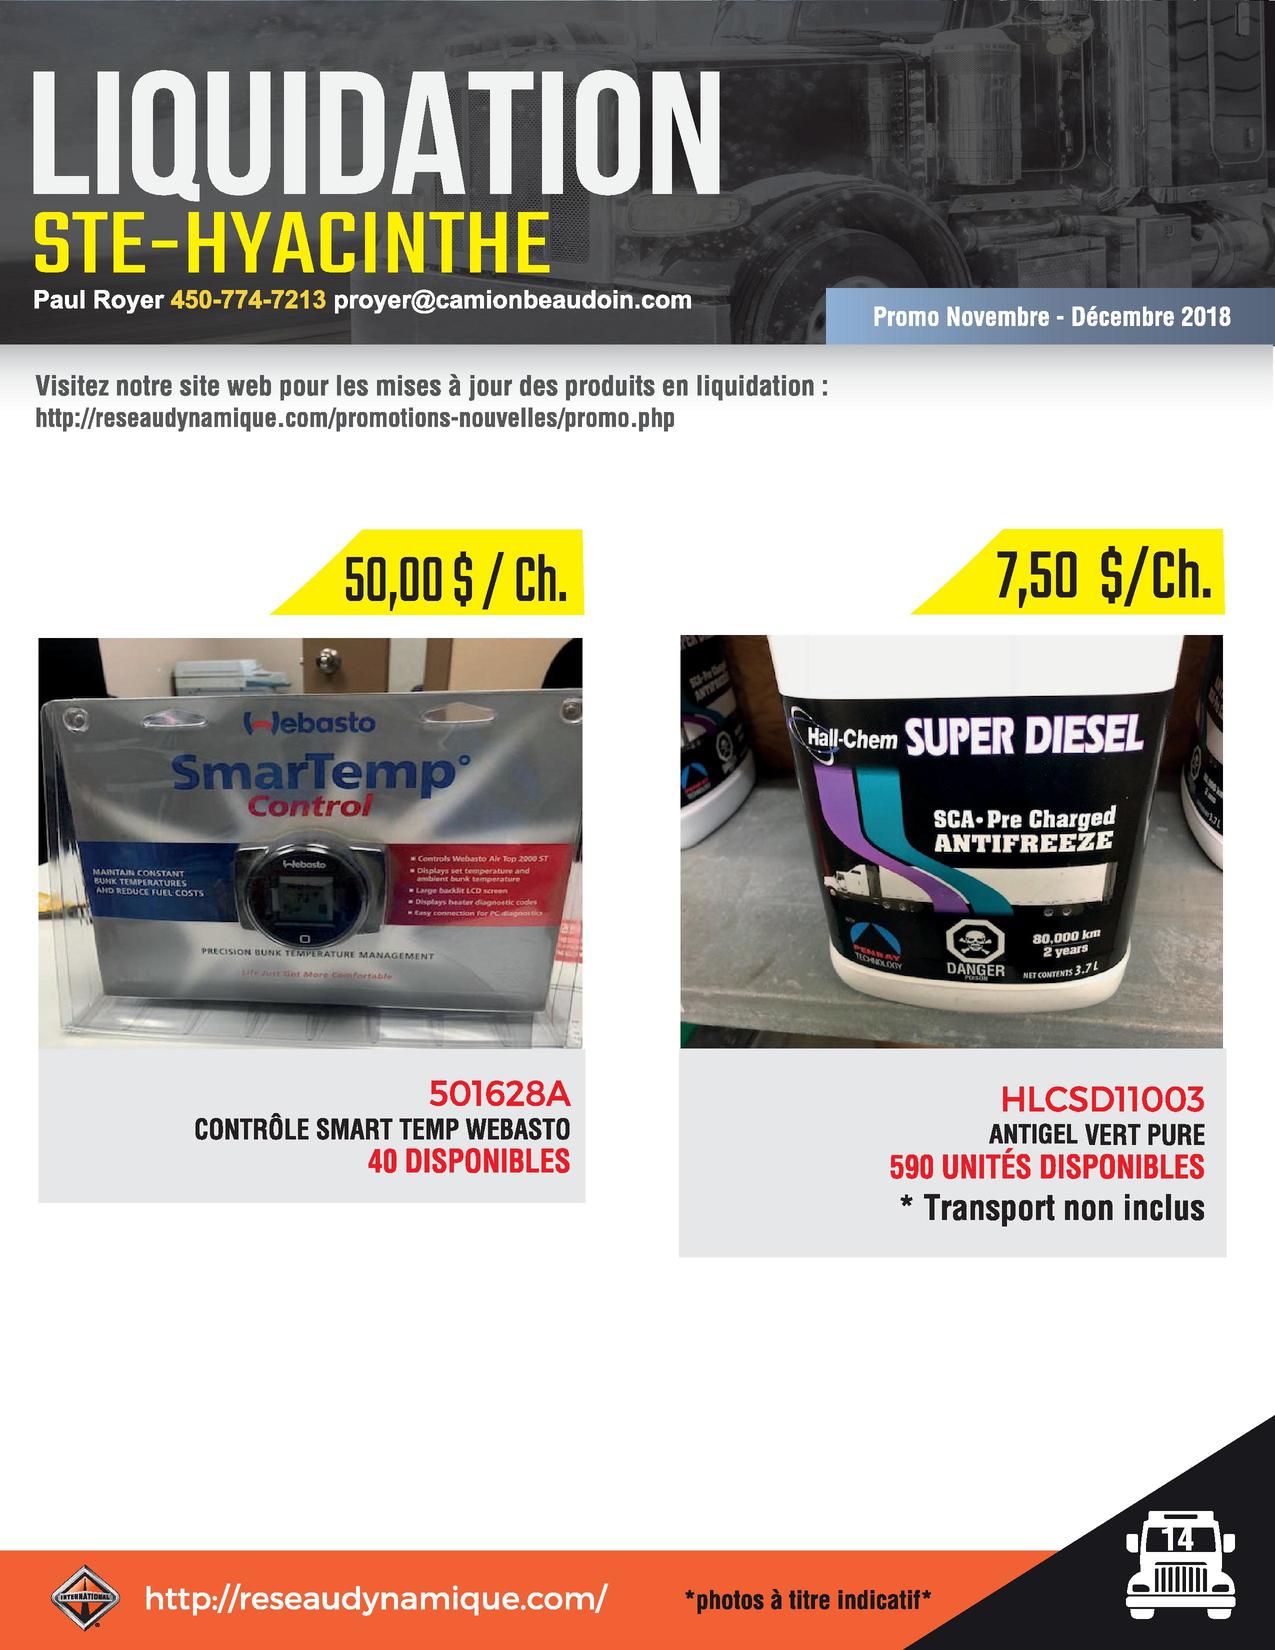 LIQUIDATION
STE-HYACINTHE
Paul Royer 450-774-7213 proyer@camionbeaudoin.com
Promo Novembre - Décembre 2018
Visitez notre site web pour les mises à jour des produits en liquidation :
http://reseaudynamique.com/promotions-nouvelles/promo.php
50,00 $ / Ch.
Webasto
SmarTemp°
Control
MAINTAIN CONSTANT
BUNK TEMPERATURES
AND REDUCE FUEL COSTS
Webasto
Controls Webasto Air Top 2000 ST
Displays set temperature and
ambient bunk temperature
Large backlit LCD screen
Displays heater diagnostic codes
Easy connection for PC diagnostics
PRECISION BUNK TEMPERATURE MANAGEMENT
Life Just Got More Comfortable
501628A
CONTRÔLE SMART TEMP WEBASTO
40 DISPONIBLES
7,50 $/Ch.
Hall-Chem SUPER DIESEL
SCA•Pre Charged
ANTIFREEZE
WITH
PENRAY
TECHNOLOGY
DANGER
POISON
80,000 km
2 years
NET CONTENTS 3.7 L
HLCSD11003
ANTIGEL VERT PURE
590 UNITÉS DISPONIBLES
* Transport non inclus
14
INTERNATIONAL
http://reseaudynamique.com/
*photos à titre indicatif*